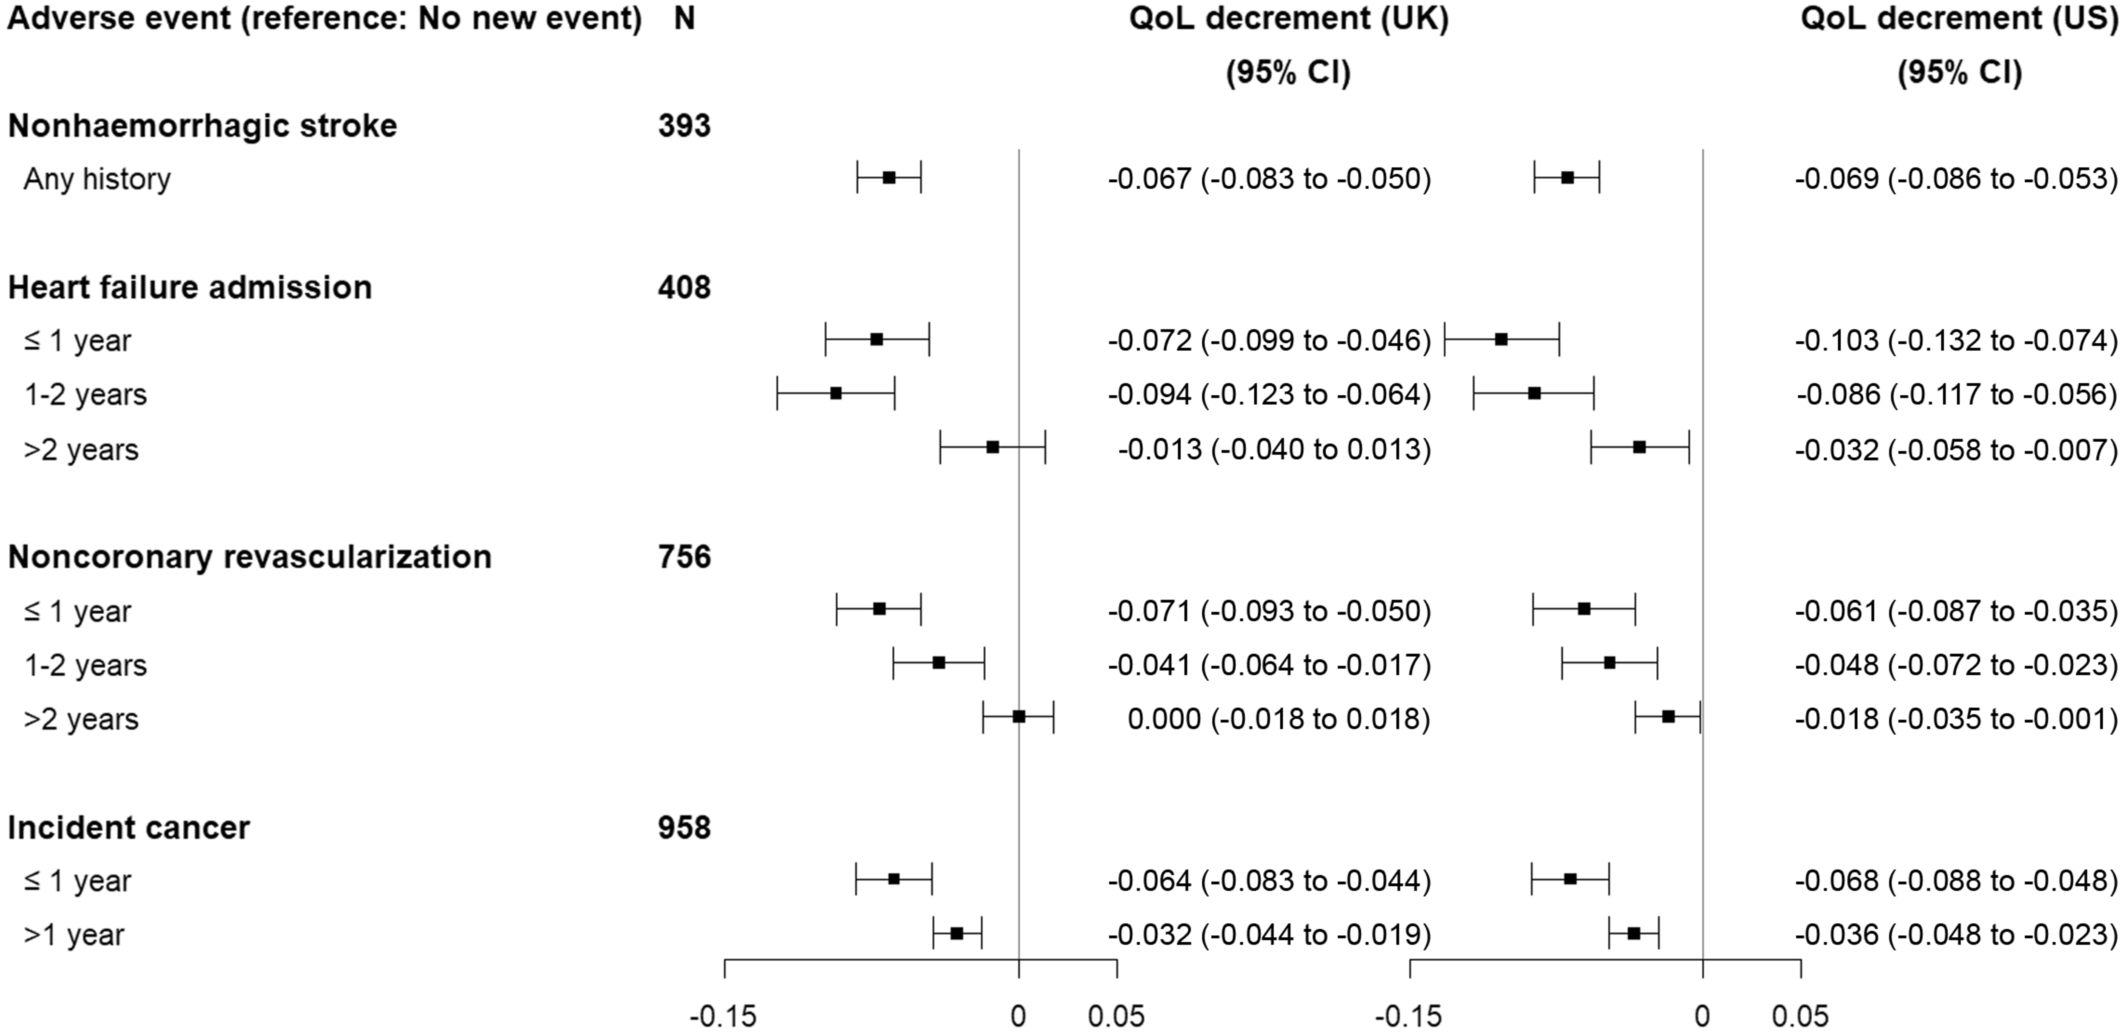 Adverse event (reference: No new event) N QoL decrement (UK) QoL decrement (US)
(95% CI) (95% CI)
Nonhaemorrhagic stroke 393
Any history -0.067 (-0.083 to -0.050) -0.069 (-0.086 to -0.053)
Heart failure admission 408
≤ 1 year -0.072 (-0.099 to -0.046) -0.103 (-0.132 to -0.074)
1-2 years -0.094 (-0.123 to -0.064) -0.086 (-0.117 to -0.056)
>2 years -0.013 (-0.040 to 0.013) -0.032 (-0.058 to -0.007)
Noncoronary revascularization 756
≤ 1 year -0.071 (-0.093 to -0.050) -0.061 (-0.087 to -0.035)
1-2 years -0.041 (-0.064 to -0.017) -0.048 (-0.072 to -0.023)
>2 years 0.000 (-0.018 to 0.018) -0.018 (-0.035 to -0.001)
Incident cancer 958
≤ 1 year -0.064 (-0.083 to -0.044) -0.068 (-0.088 to -0.048)
>1 year -0.032 (-0.044 to -0.019) -0.036 (-0.048 to -0.023)
-0.15 0 0.05 -0.15 0 0.05